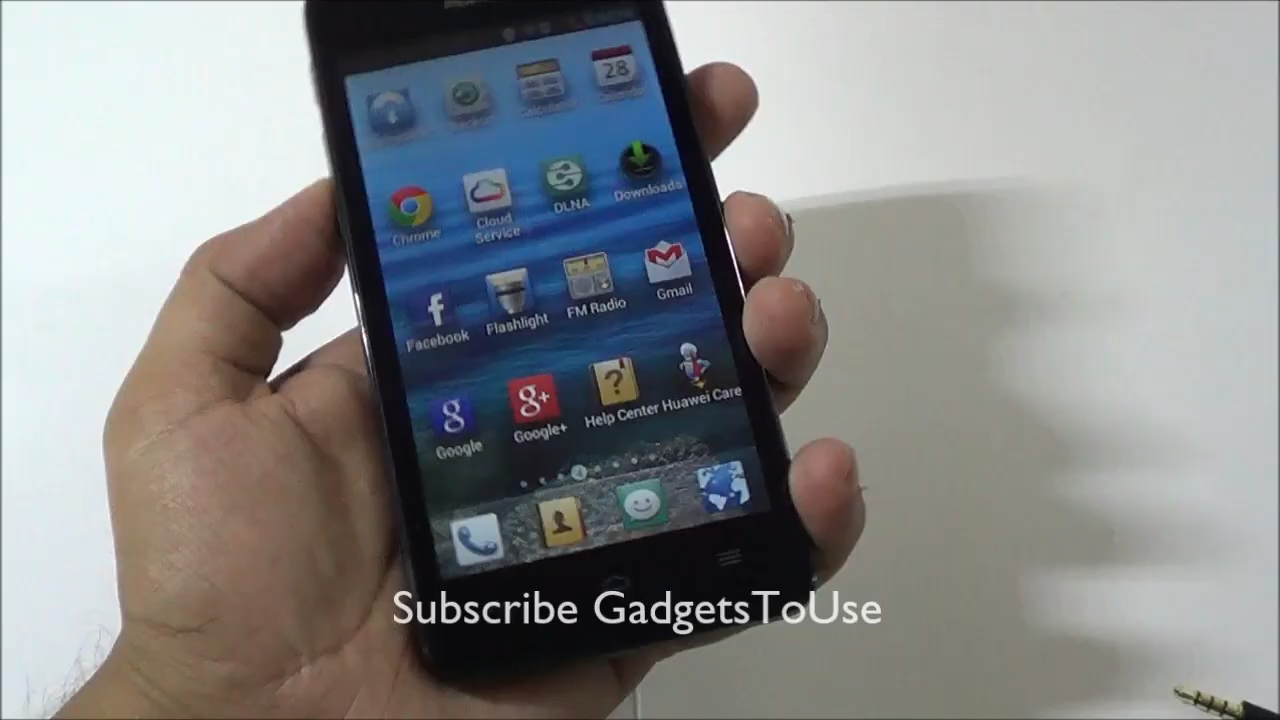 28
Chrome
Cloud
Service
DLNA
Downloads
Facebook
Flashlight
FM Radio
Gmail
g
Google
g+
Google+
?
Help Center
Huawei Care
Subscribe GadgetsToUse